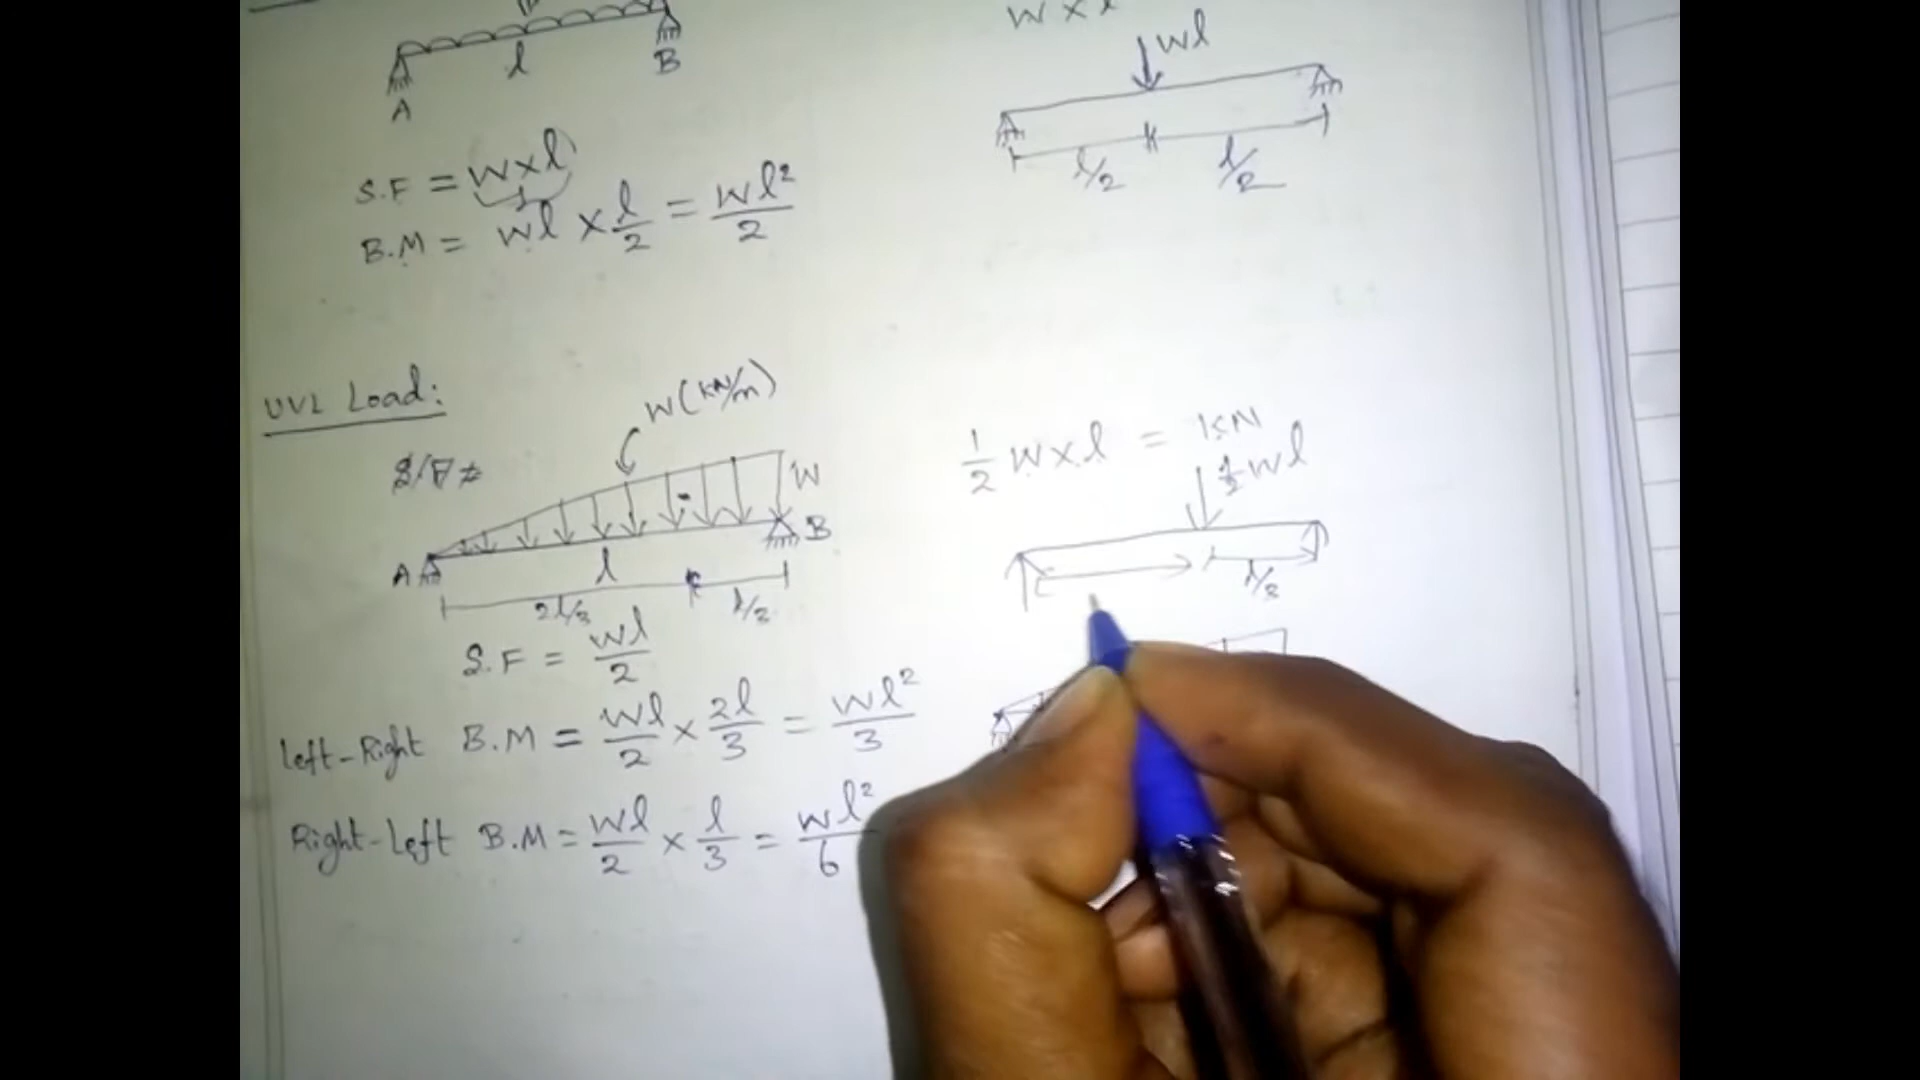 l
A
B
S.F = W×l
B.M = Wl × l/2 = Wl²/2
W×l
Wl
l/2
l/2
UVL Load:
W(kN/m)
W
A
B
l
2l/3
l/3
S.F = Wl/2
Left-Right B.M = Wl/2 × 2l/3 = Wl²/3
Right-Left B.M = Wl/2 × l/3 = Wl²/6
1/2 W×l = KN
1/2 Wl
l/3